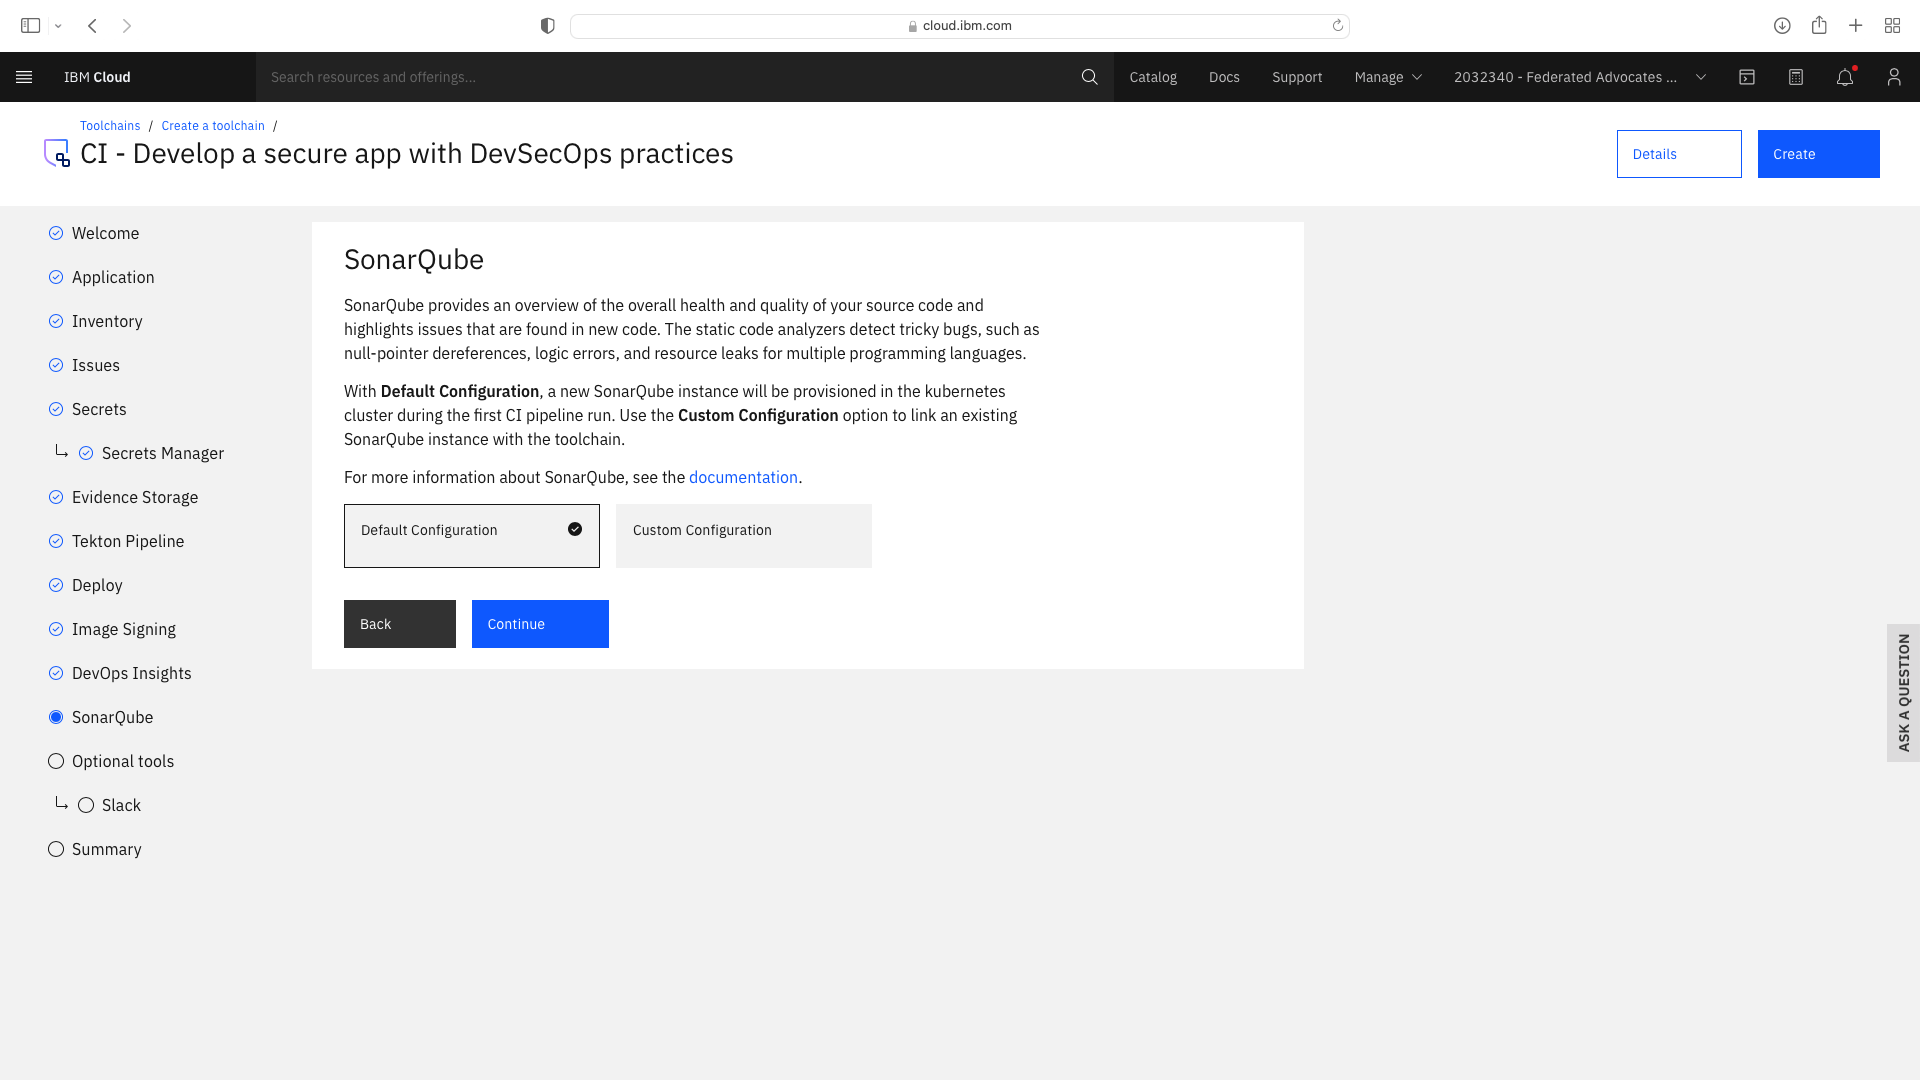 cloud.ibm.com
IBM Cloud
Search resources and offerings...
Catalog
Docs
Support
Manage
2032340 - Federated Advocates ...
Toolchains / Create a toolchain /
CI - Develop a secure app with DevSecOps practices
Details
Create
Welcome
Application
Inventory
Issues
Secrets
Secrets Manager
Evidence Storage
Tekton Pipeline
Deploy
Image Signing
DevOps Insights
SonarQube
Optional tools
Slack
Summary
SonarQube
SonarQube provides an overview of the overall health and quality of your source code and
highlights issues that are found in new code. The static code analyzers detect tricky bugs, such as
null-pointer dereferences, logic errors, and resource leaks for multiple programming languages.
With Default Configuration, a new SonarQube instance will be provisioned in the kubernetes
cluster during the first CI pipeline run. Use the Custom Configuration option to link an existing
SonarQube instance with the toolchain.
For more information about SonarQube, see the documentation.
Default Configuration
Custom Configuration
Back
Continue
ASK A QUESTION